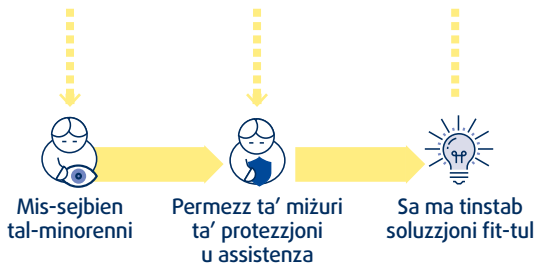 Mis-sejbien
tal-minorenni
Permezz ta’ miżuri
ta’ protezzjoni
u assistenza
Sa ma tinstab
soluzzjoni fit-tul